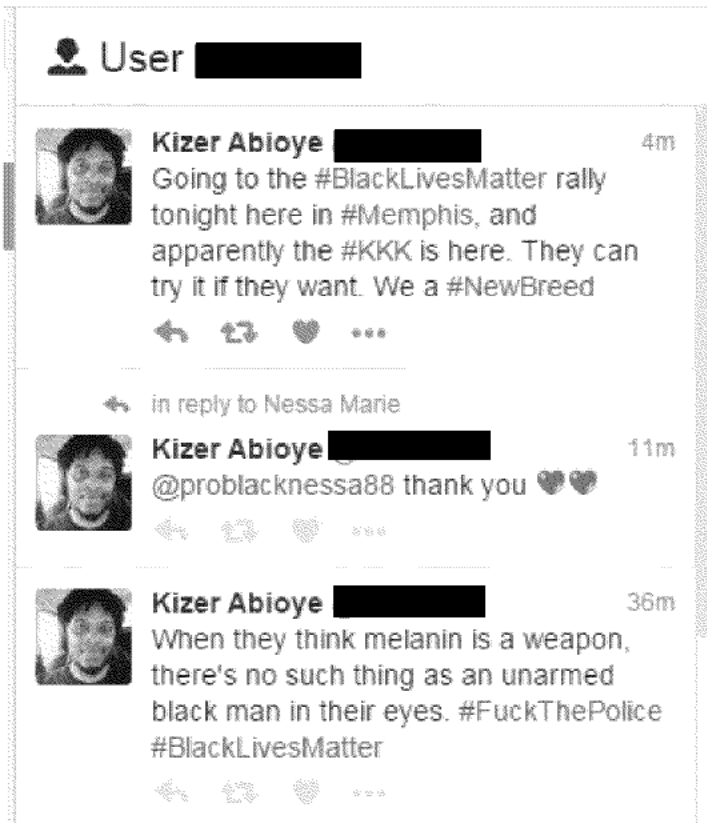 User
Kizer Abioye
4m
Going to the #BlackLivesMatter rally
tonight here in #Memphis, and
apparently the #KKK is here. They can
try it if they want. We a #NewBreed
in reply to Nessa Marie
Kizer Abioye
11m
@problacknessa88 thank you
Kizer Abioye
36m
When they think melanin is a weapon,
there's no such thing as an unarmed
black man in their eyes. #FuckThePolice
#BlackLivesMatter